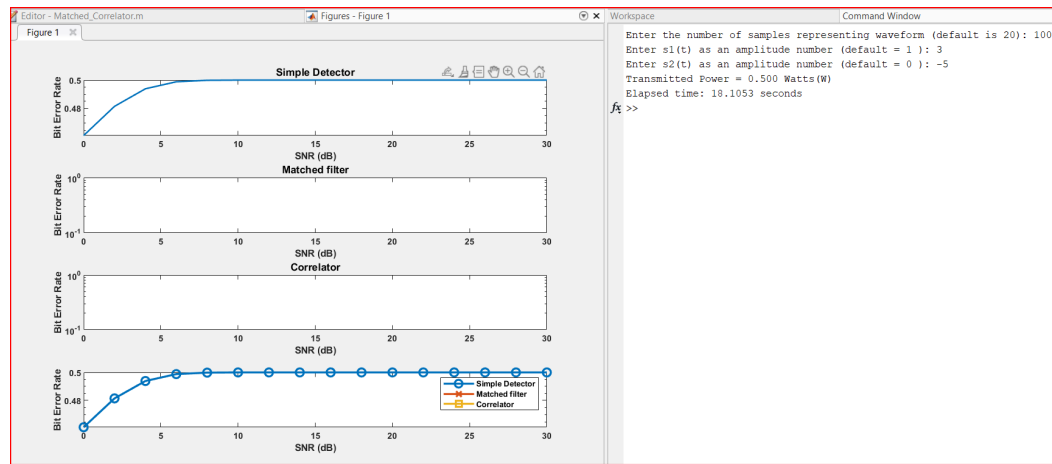 Editor - Matched_Correlator.m
Figures - Figure 1
Workspace
Command Window
Figure 1
Simple Detector
0.5
0.48
Bit Error Rate
0 5 10 15 20 25 30
SNR (dB)
Matched filter
10^0
10^-1
Bit Error Rate
0 5 10 15 20 25 30
SNR (dB)
Correlator
10^0
10^-1
Bit Error Rate
0 5 10 15 20 25 30
SNR (dB)
0.5
0.48
Bit Error Rate
Simple Detector
Matched filter
Correlator
0 5 10 15 20 25 30
SNR (dB)
Enter the number of samples representing waveform (default is 20): 100
Enter s1(t) as an amplitude number (default = 1 ): 3
Enter s2(t) as an amplitude number (default = 0 ): -5
Transmitted Power = 0.500 Watts(W)
Elapsed time: 18.1053 seconds
fx >>